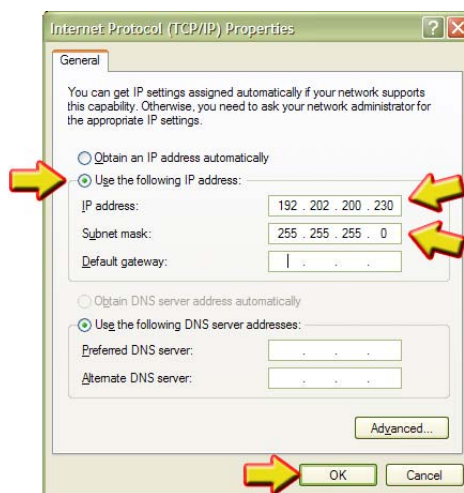 Internet Protocol (TCP/IP) Properties
General
You can get IP settings assigned automatically if your network supports
this capability. Otherwise, you need to ask your network administrator for
the appropriate IP settings.
Obtain an IP address automatically
Use the following IP address:
IP address: 192 . 202 . 200 . 230
Subnet mask: 255 . 255 . 255 . 0
Default gateway: . . .
Obtain DNS server address automatically
Use the following DNS server addresses:
Preferred DNS server: . . .
Alternate DNS server: . . .
Advanced...
OK Cancel